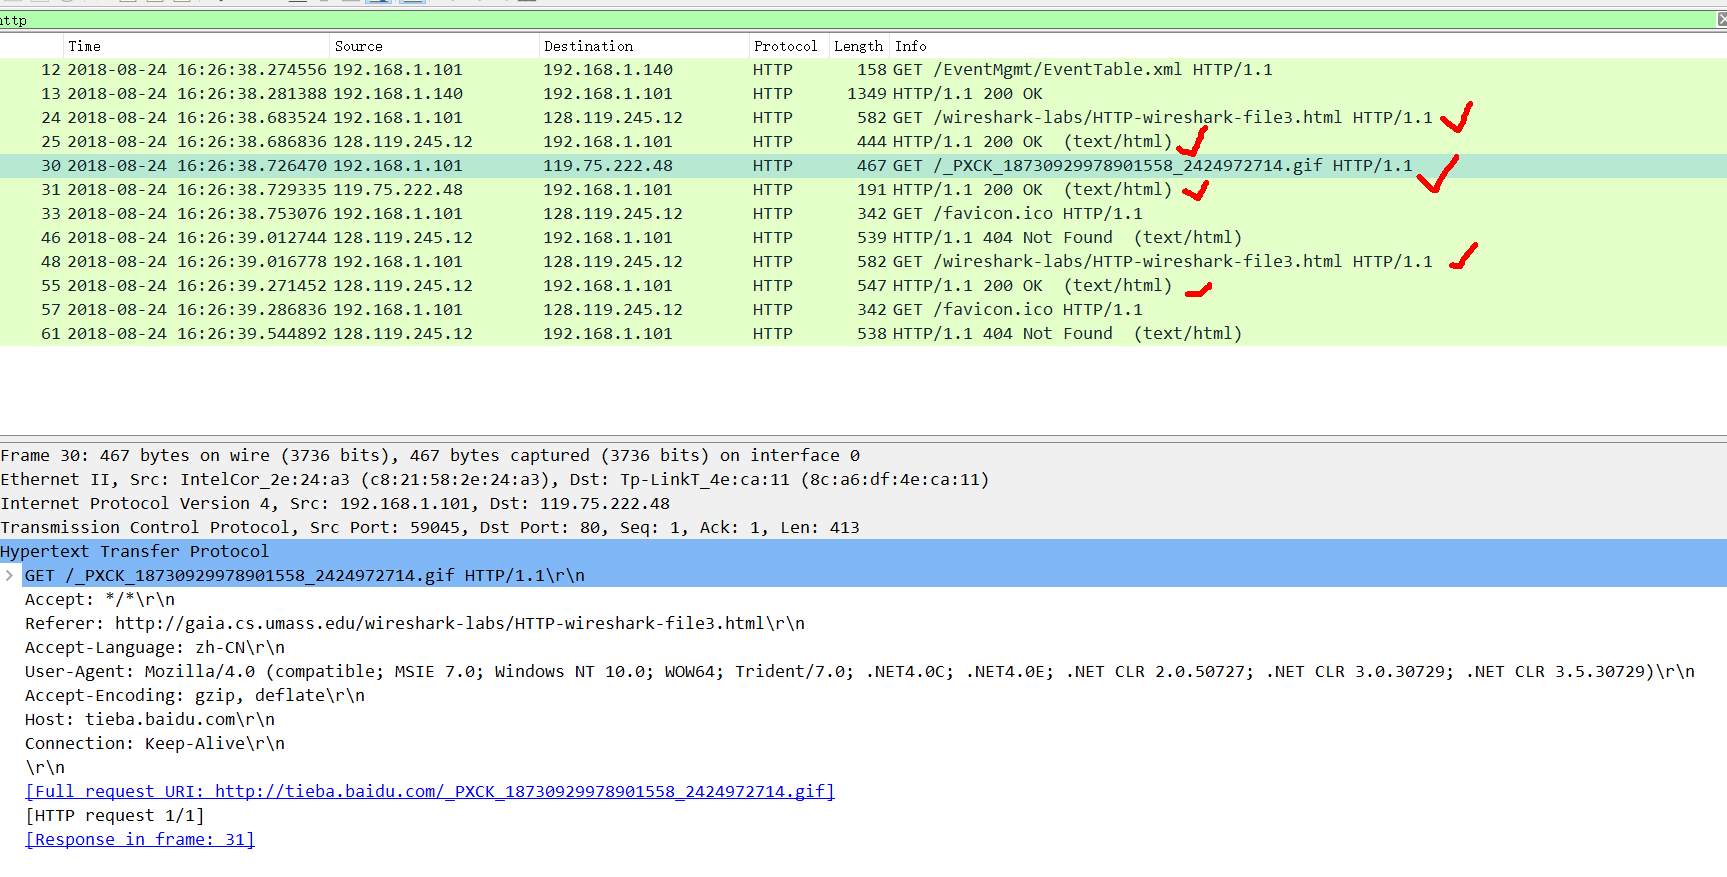 http
Time Source Destination Protocol Length Info
12 2018-08-24 16:26:38.274556 192.168.1.101 192.168.1.140 HTTP 158 GET /EventMgmt/EventTable.xml HTTP/1.1
13 2018-08-24 16:26:38.281388 192.168.1.140 192.168.1.101 HTTP 1349 HTTP/1.1 200 OK
24 2018-08-24 16:26:38.683524 192.168.1.101 128.119.245.12 HTTP 582 GET /wireshark-labs/HTTP-wireshark-file3.html HTTP/1.1
25 2018-08-24 16:26:38.686836 128.119.245.12 192.168.1.101 HTTP 444 HTTP/1.1 200 OK (text/html)
30 2018-08-24 16:26:38.726470 192.168.1.101 119.75.222.48 HTTP 467 GET /_PXCK_18730929978901558_2424972714.gif HTTP/1.1
31 2018-08-24 16:26:38.729335 119.75.222.48 192.168.1.101 HTTP 191 HTTP/1.1 200 OK (text/html)
33 2018-08-24 16:26:38.753076 192.168.1.101 128.119.245.12 HTTP 342 GET /favicon.ico HTTP/1.1
46 2018-08-24 16:26:39.012744 128.119.245.12 192.168.1.101 HTTP 539 HTTP/1.1 404 Not Found (text/html)
48 2018-08-24 16:26:39.016778 192.168.1.101 128.119.245.12 HTTP 582 GET /wireshark-labs/HTTP-wireshark-file3.html HTTP/1.1
55 2018-08-24 16:26:39.271452 128.119.245.12 192.168.1.101 HTTP 547 HTTP/1.1 200 OK (text/html)
57 2018-08-24 16:26:39.286836 192.168.1.101 128.119.245.12 HTTP 342 GET /favicon.ico HTTP/1.1
61 2018-08-24 16:26:39.544892 128.119.245.12 192.168.1.101 HTTP 538 HTTP/1.1 404 Not Found (text/html)
Frame 30: 467 bytes on wire (3736 bits), 467 bytes captured (3736 bits) on interface 0
Ethernet II, Src: IntelCor_2e:24:a3 (c8:21:58:2e:24:a3), Dst: Tp-LinkT_4e:ca:11 (8c:a6:df:4e:ca:11)
Internet Protocol Version 4, Src: 192.168.1.101, Dst: 119.75.222.48
Transmission Control Protocol, Src Port: 59045, Dst Port: 80, Seq: 1, Ack: 1, Len: 413
Hypertext Transfer Protocol
GET /_PXCK_18730929978901558_2424972714.gif HTTP/1.1\r\n
Accept: */*\r\n
Referer: http://gaia.cs.umass.edu/wireshark-labs/HTTP-wireshark-file3.html\r\n
Accept-Language: zh-CN\r\n
User-Agent: Mozilla/4.0 (compatible; MSIE 7.0; Windows NT 10.0; WOW64; Trident/7.0; .NET4.0C; .NET4.0E; .NET CLR 2.0.50727; .NET CLR 3.0.30729; .NET CLR 3.5.30729)\r\n
Accept-Encoding: gzip, deflate\r\n
Host: tieba.baidu.com\r\n
Connection: Keep-Alive\r\n
\r\n
[Full request URI: http://tieba.baidu.com/_PXCK_18730929978901558_2424972714.gif]
[HTTP request 1/1]
[Response in frame: 31]